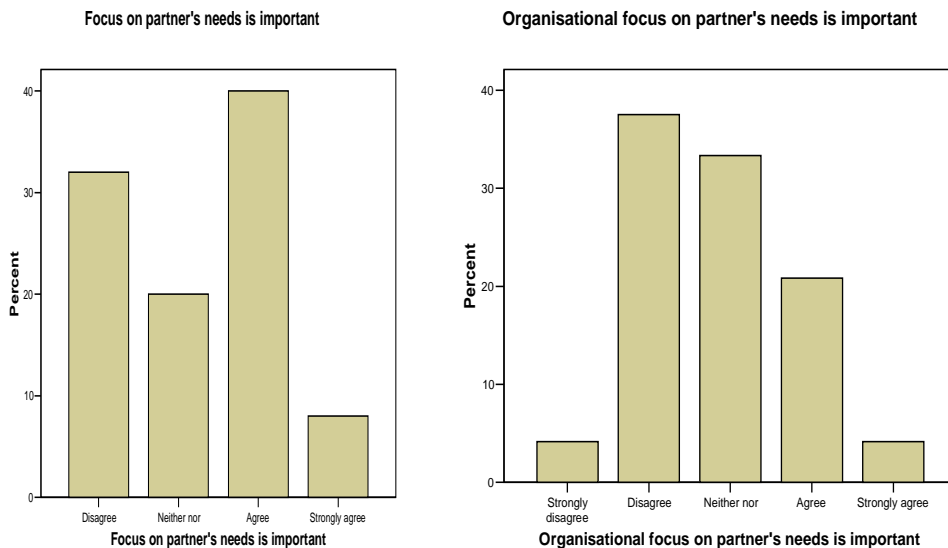 Focus on partner's needs is important
Percent
40
30
20
10
0
Disagree
Neither nor
Agree
Strongly agree
Focus on partner's needs is important
Organisational focus on partner's needs is important
Percent
40
30
20
10
0
Strongly
disagree
Disagree
Neither nor
Agree
Strongly agree
Organisational focus on partner's needs is important